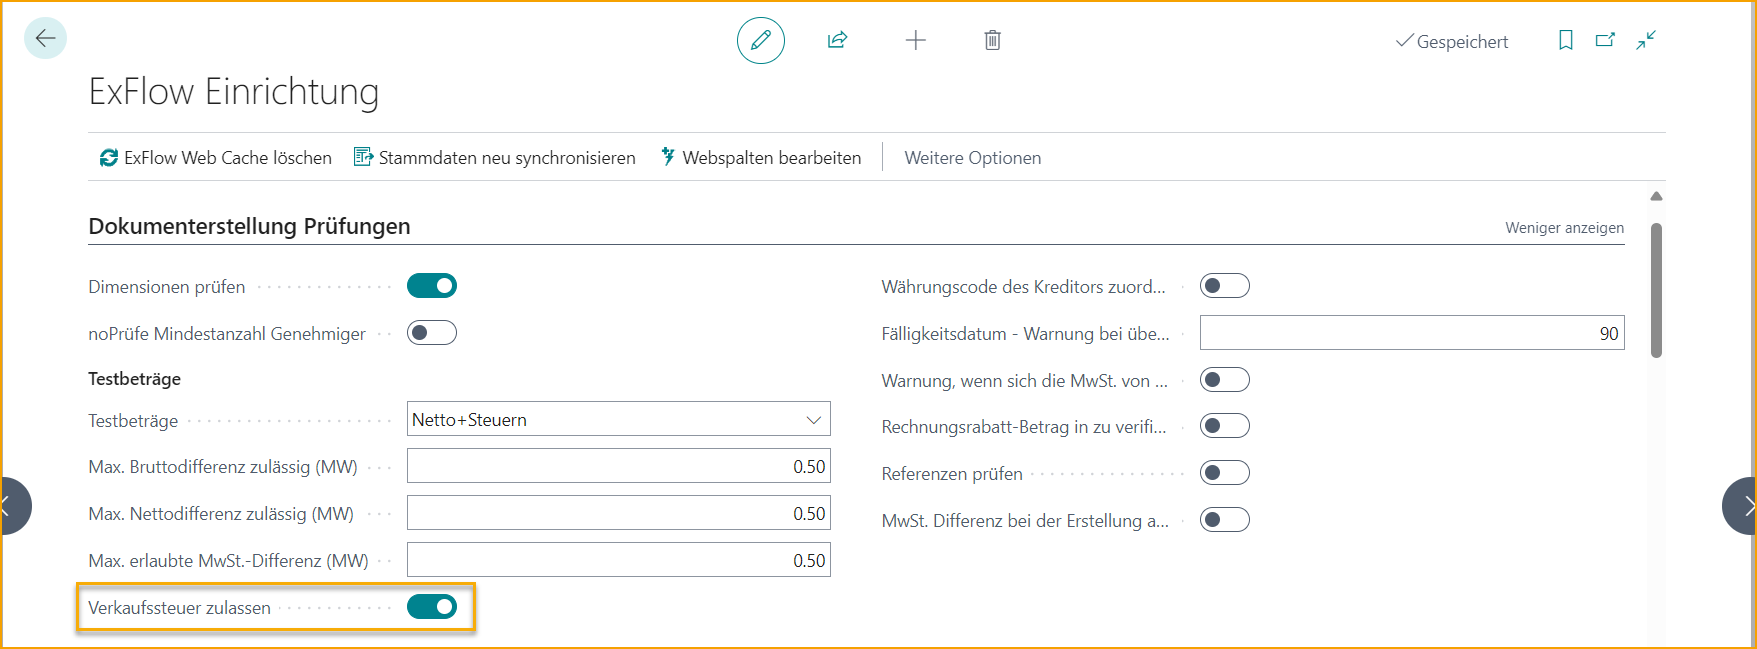 Gespeichert
ExFlow Einrichtung
ExFlow Web Cache löschen Stammdaten neu synchronisieren Webspalten bearbeiten Weitere Optionen
Dokumenterstellung Prüfungen
Weniger anzeigen
Dimensionen prüfen
noPrüfe Mindestanzahl Genehmiger
Testbeträge
Testbeträge Netto+Steuern
Max. Bruttodifferenz zulässig (MW) 0.50
Max. Nettodifferenz zulässig (MW) 0.50
Max. erlaubte MwSt.-Differenz (MW) 0.50
Verkaufssteuer zulassen
Währungscode des Kreditors zuord...
Fälligkeitsdatum - Warnung bei übe... 90
Warnung, wenn sich die MwSt. von ...
Rechnungsrabatt-Betrag in zu verifi...
Referenzen prüfen
MwSt. Differenz bei der Erstellung a...